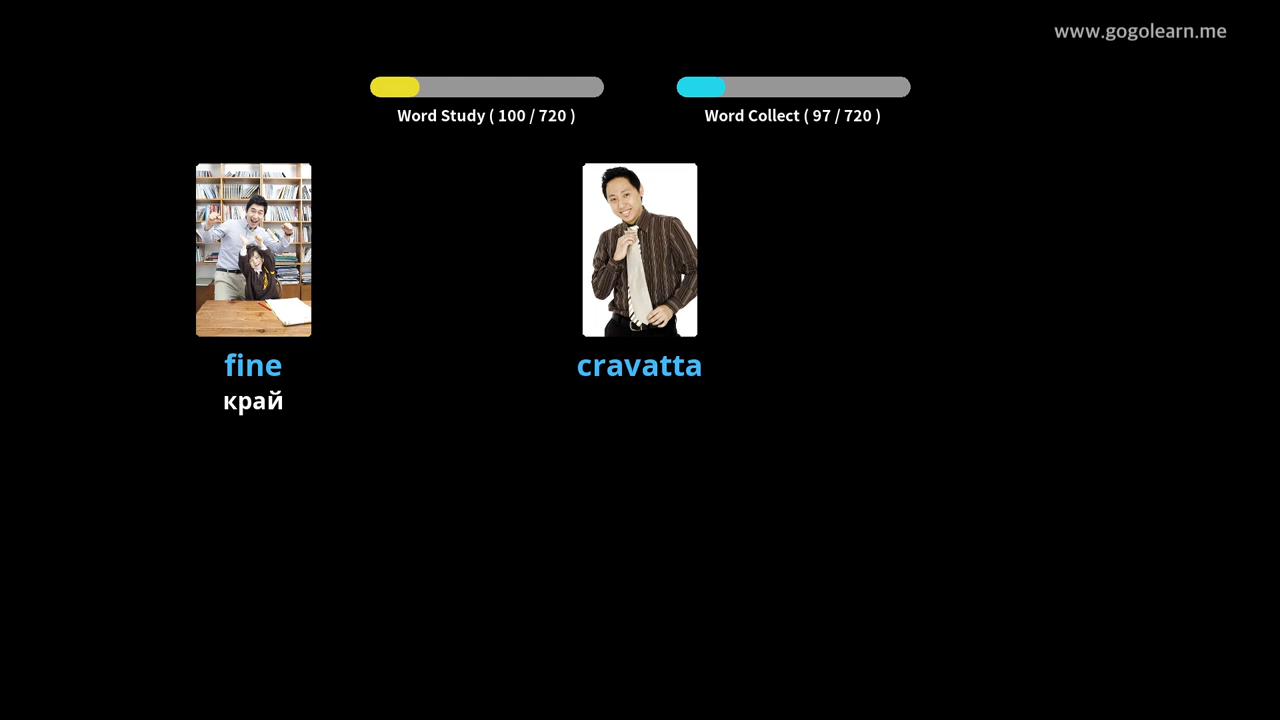 www.gogolearn.me
Word Study ( 100 / 720 )
Word Collect ( 97 / 720 )
fine
край
cravatta